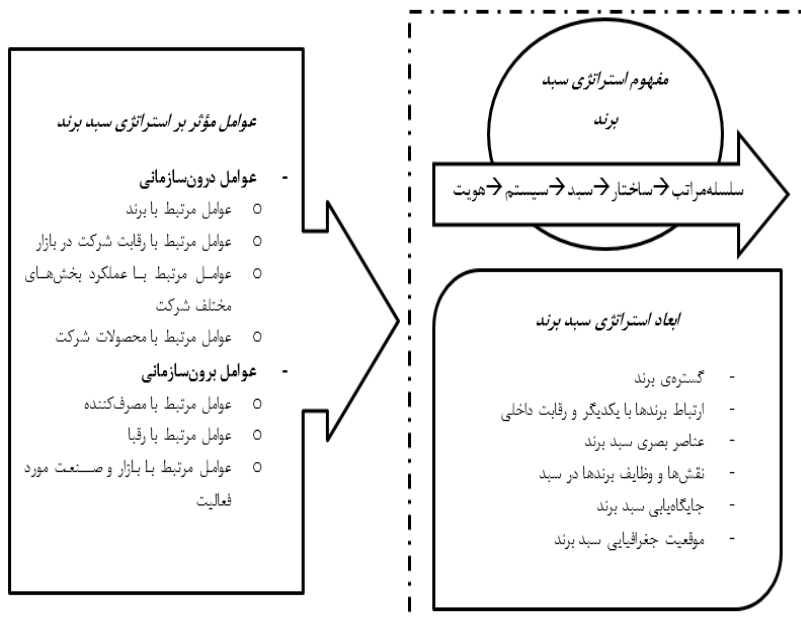 مفهوم استراتژی سبد
برند
سلسله‌مراتب→ساختار→سبد→سیستم→هویت
ابعاد استراتژی سبد برند
- گستره‌ی برند
- ارتباط برندها با یکدیگر و رقابت داخلی
- عناصر بصری سبد برند
- نقش‌ها و وظایف برندها در سبد
- جایگاه‌یابی سبد برند
- موقعیت جغرافیایی سبد برند
عوامل مؤثر بر استراتژی سبد برند
- عوامل درون‌سازمانی
o عوامل مرتبط با برند
o عوامل مرتبط با رقابت شرکت در بازار
o عوامل مرتبط با عملکرد بخش‌های
مختلف شرکت
o عوامل مرتبط با محصولات شرکت
- عوامل برون‌سازمانی
o عوامل مرتبط با مصرف‌کننده
o عوامل مرتبط با رقبا
o عوامل مرتبط با بازار و صنعت مورد
فعالیت